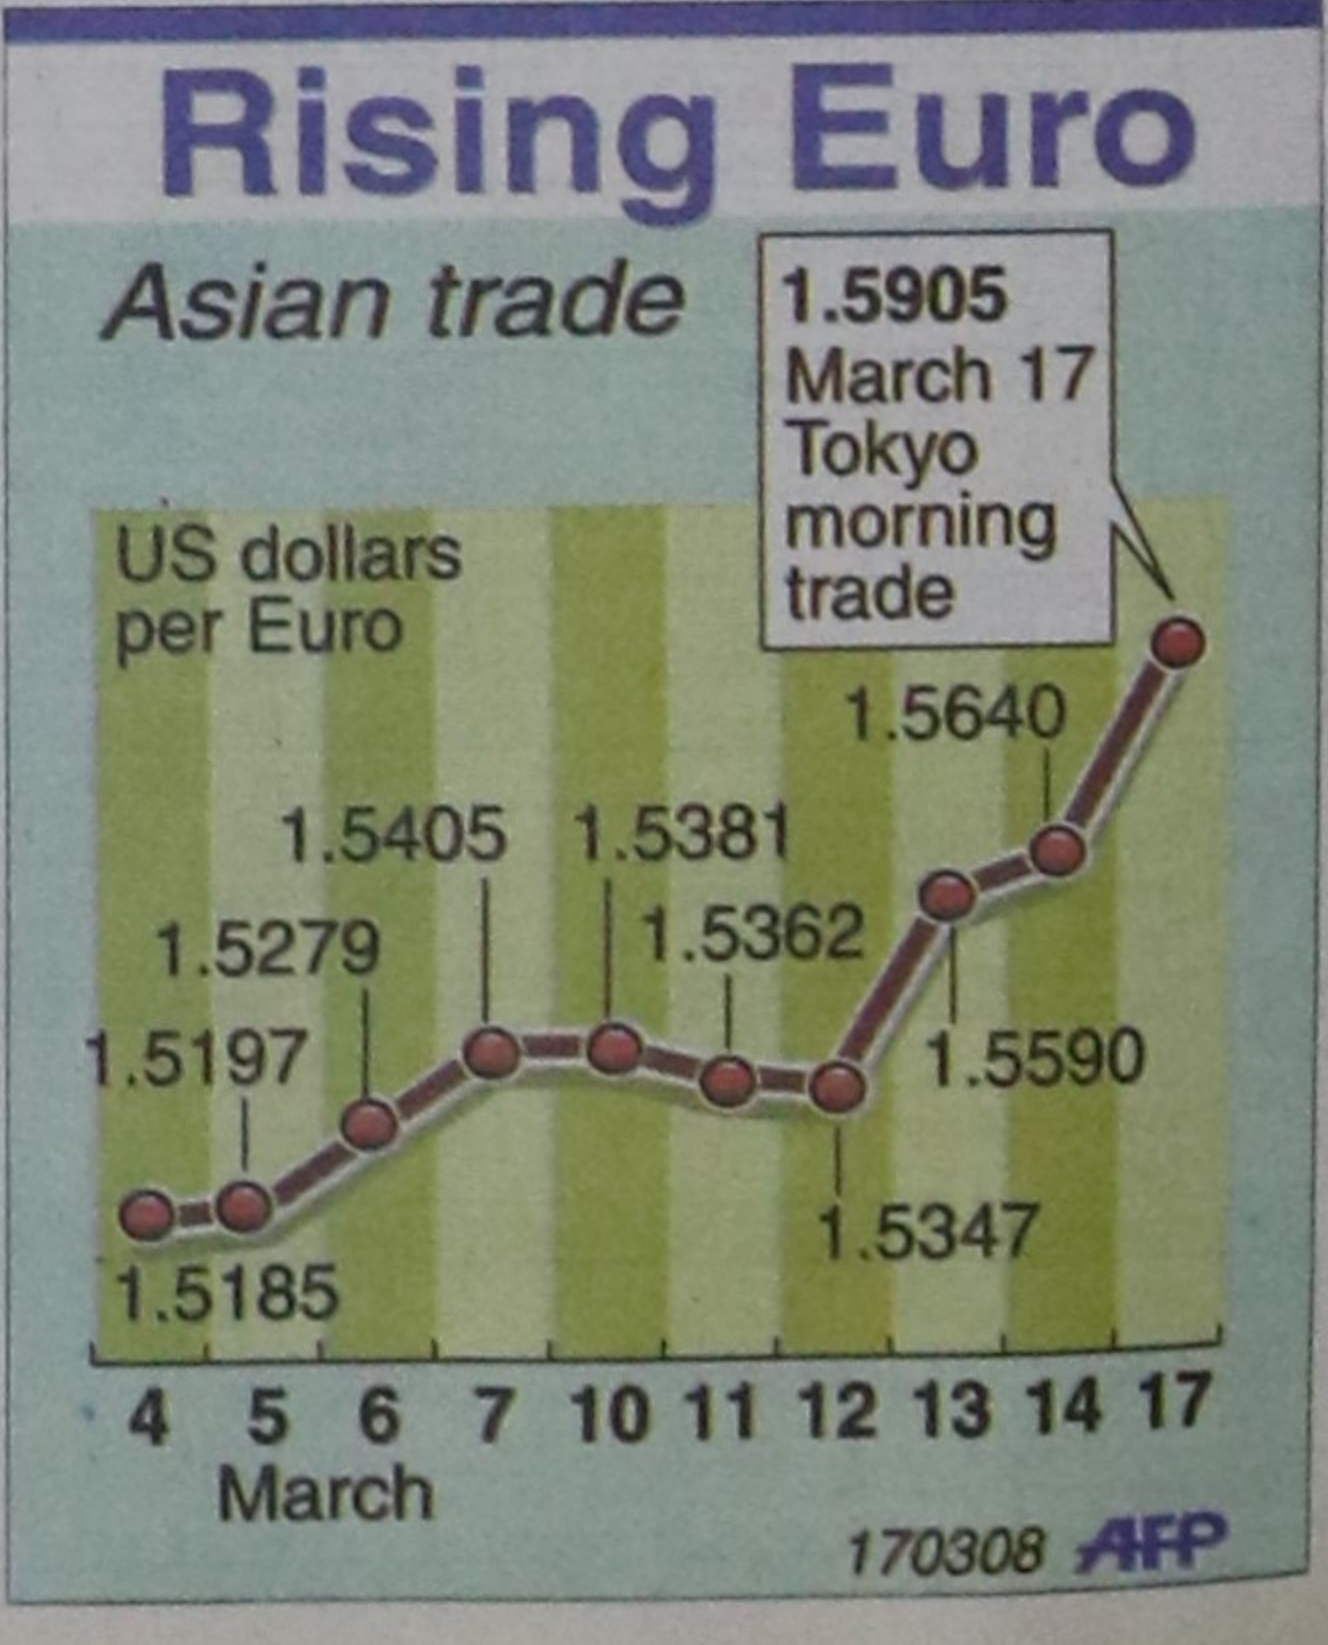 Rising Euro
Asian trade
1.5905
March 17
Tokyo
morning
trade
US dollars
per Euro
1.5640
1.5405
1.5381
1.5279
1.5362
1.5197
1.5590
1.5347
1.5185
4 5 6 7 10 11 12 13 14 17
March
170308 AFP